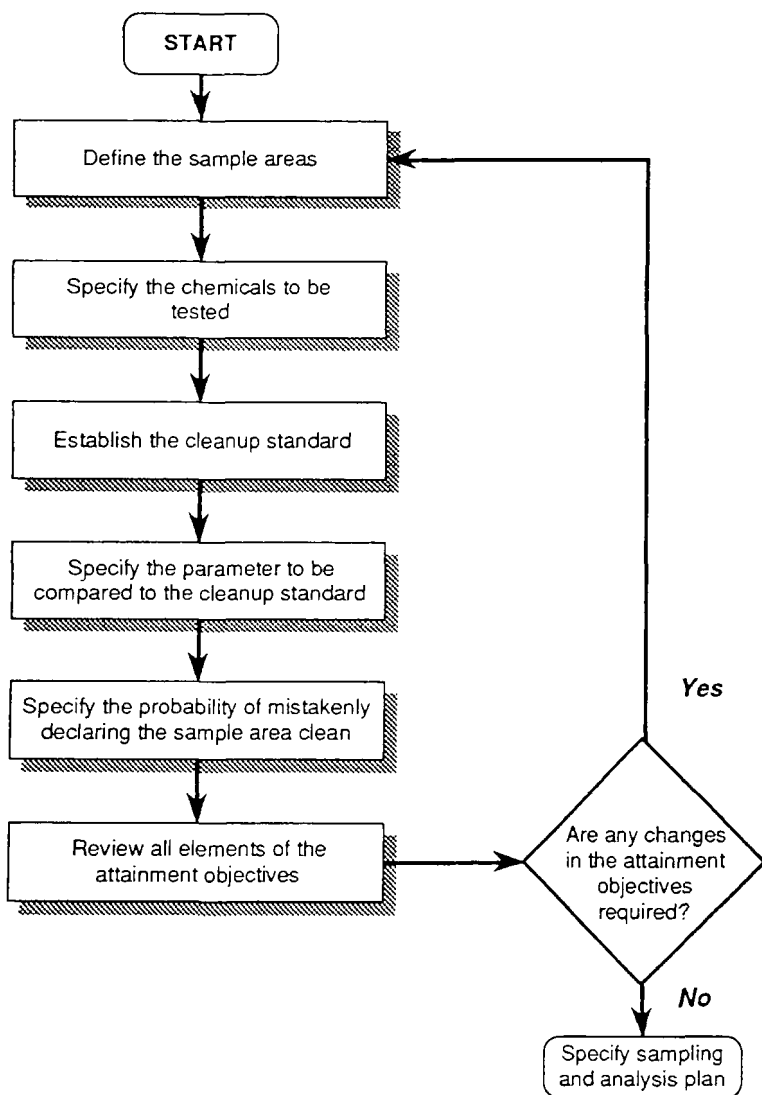 START
Define the sample areas
Specify the chemicals to be
tested
Establish the cleanup standard
Specify the parameter to be
compared to the cleanup standard
Specify the probability of mistakenly
declaring the sample area clean
Review all elements of the
attainment objectives
Yes
Are any changes
in the attainment
objectives
required?
No
Specify sampling
and analysis plan